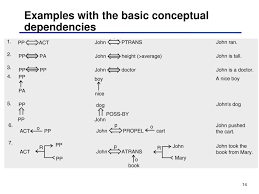 Examples with the basic conceptual
dependencies
1. PP ACT John PTRANS John ran.
2. PP PA John height (>average) John is tall.
3. PP PP John doctor John is a doctor.
4. PP boy A nice boy
PA nice
5. PP dog John's dog
POSS-BY
PP John
6. ACT o PP John PROPEL o cart John pushed
the cart.
7. ACT R PP PP John ATRANS R John Mary John took the
book from Mary.
o
book
14